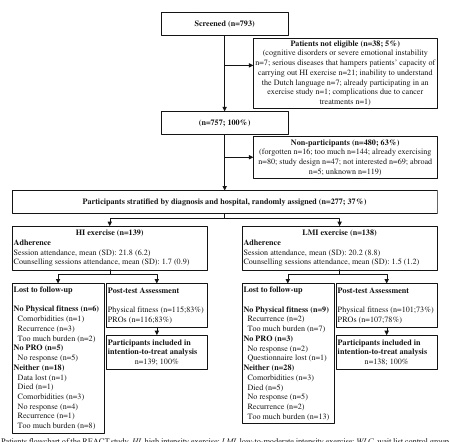 Screened (n=793)
Patients not eligible (n=38; 5%)
(cognitive disorders or severe emotional instability
n=7; serious diseases that hampers patients' capacity of
carrying out HI exercise n=21; inability to understand
the Dutch language n=7; already participating in an
exercise study n=1; complications due to cancer
treatments n=1)
(n=757; 100%)
Non-participants (n=480; 63%)
(forgotten n=16; too much n=144; already exercising
n=80; study design n=47; not interested n=69; abroad
n=5; unknown n=119)
Participants stratified by diagnosis and hospital, randomly assigned (n=277; 37%)
HI exercise (n=139)
Adherence
Session attendance, mean (SD): 21.8 (6.2)
Counselling sessions attendance, mean (SD): 1.7 (0.9)
LMI exercise (n=138)
Adherence
Session attendance, mean (SD): 20.2 (8.8)
Counselling sessions attendance, mean (SD): 1.5 (1.2)
Lost to follow-up
No Physical fitness (n=6)
Comorbidities (n=1)
Recurrence (n=3)
Too much burden (n=2)
No PRO (n=5)
No response (n=5)
Neither (n=18)
Data lost (n=1)
Died (n=1)
Comorbidities (n=3)
No response (n=4)
Recurrence (n=1)
Too much burden (n=8)
Post-test Assessment
Physical fitness (n=115;83%)
PROs (n=116;83%)
Participants included in
intention-to-treat analysis
n=139; 100%
Lost to follow-up
No Physical fitness (n=9)
Recurrence (n=2)
Too much burden (n=7)
No PRO (n=3)
No response (n=2)
Questionnaire lost (n=1)
Neither (n=28)
Comorbidities (n=3)
Died (n=5)
No response (n=5)
Recurrence (n=2)
Too much burden (n=13)
Post-test Assessment
Physical fitness (n=101;73%)
PROs (n=107;78%)
Participants included in
intention-to-treat analysis
n=138; 100%
Patients flowchart of the REACT study. HI, high intensity exercise; LMI, low-to-moderate intensity exercise; WLC, wait list control group